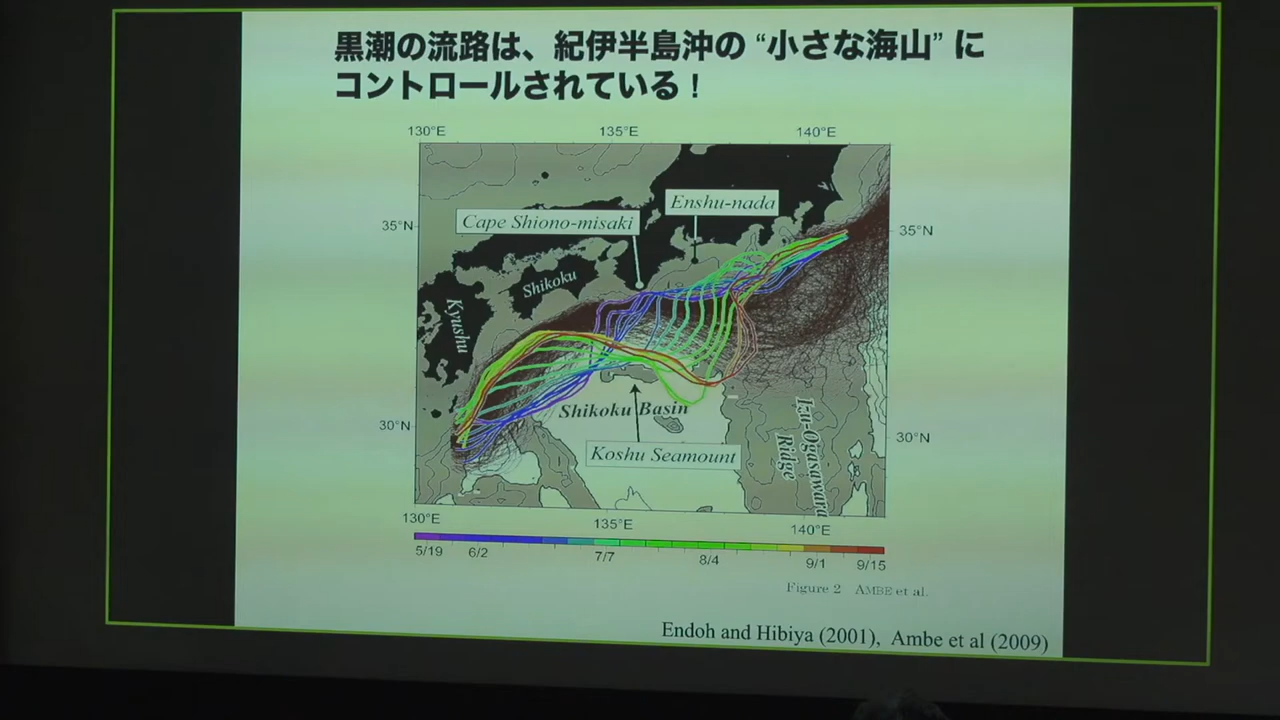 黒潮の流路は、紀伊半島沖の “小さな海山” に
コントロールされている！
130°E
135°E
140°E
Enshu-nada
Cape Shiono-misaki
35°N
35°N
Shikoku
Kyushu
Shikoku Basin
30°N
30°N
Koshu Seamount
Izu-Ogasawara
Ridge
130°E
135°E
140°E
5/19
6/2
7/7
8/4
9/1
9/15
Figure 2 AMBE et al.
Endoh and Hibiya (2001), Ambe et al (2009)